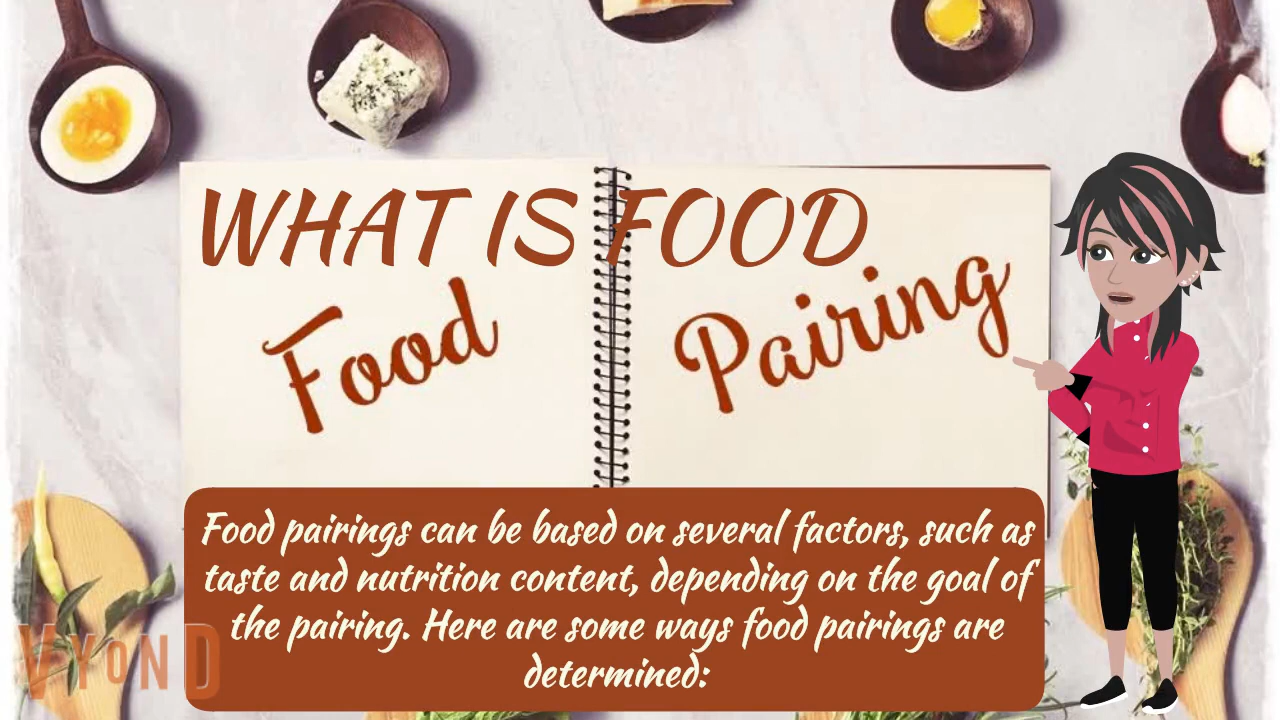 WHAT IS FOOD
Food Pairing
Food pairings can be based on several factors, such as
taste and nutrition content, depending on the goal of
the pairing. Here are some ways food pairings are
determined:
VYOND